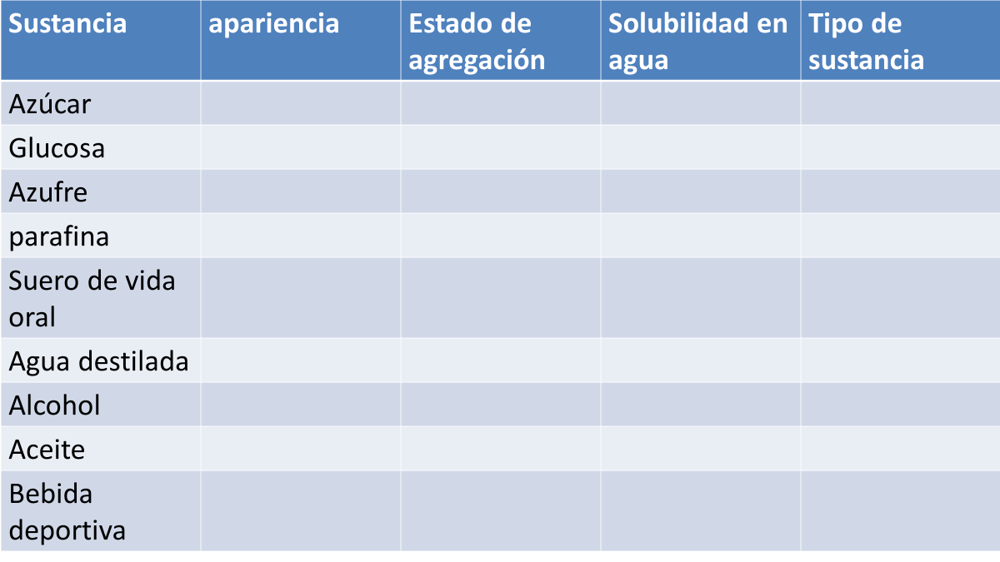 Sustancia
apariencia
Estado de
agregación
Solubilidad en
agua
Tipo de
sustancia
Azúcar
Glucosa
Azufre
parafina
Suero de vida
oral
Agua destilada
Alcohol
Aceite
Bebida
deportiva